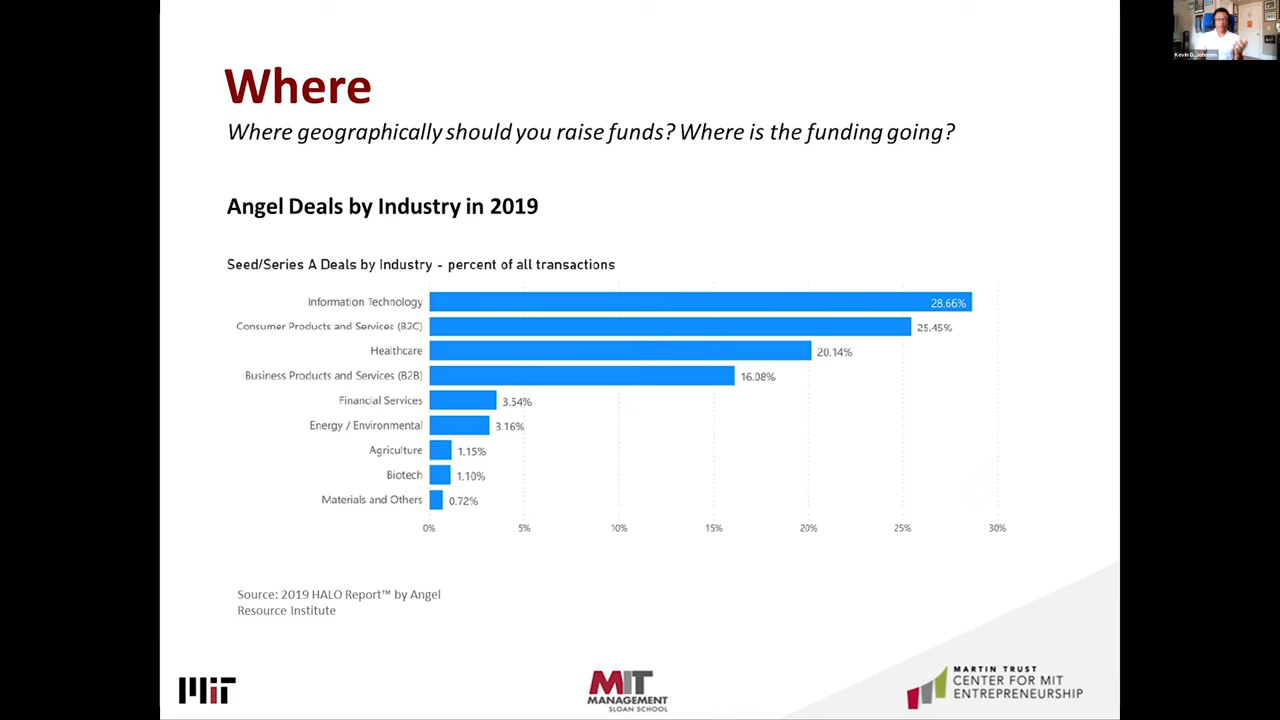 Kevin D. Johnson
Where
Where geographically should you raise funds? Where is the funding going?
Angel Deals by Industry in 2019
Seed/Series A Deals by Industry - percent of all transactions
Information Technology 28.66%
Consumer Products and Services (B2C) 25.45%
Healthcare 20.14%
Business Products and Services (B2B) 16.08%
Financial Services 3.54%
Energy / Environmental 3.16%
Agriculture 1.15%
Biotech 1.10%
Materials and Others 0.72%
0% 5% 10% 15% 20% 25% 30%
Source: 2019 HALO Report™ by Angel
Resource Institute
MIT
MIT
MANAGEMENT
SLOAN SCHOOL
MARTIN TRUST
CENTER FOR MIT
ENTREPRENEURSHIP